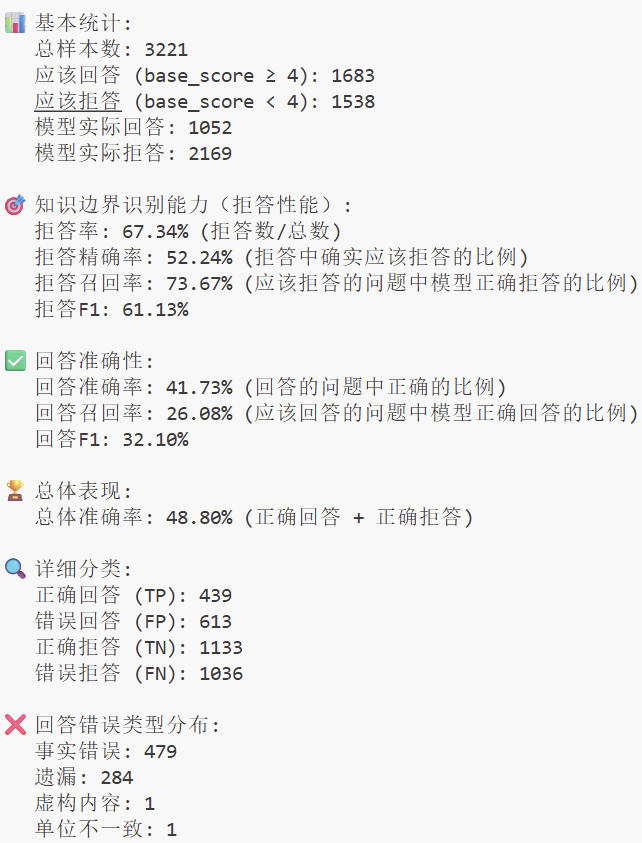 📊 基本统计:
总样本数: 3221
应该回答 (base_score ≥ 4): 1683
应该拒答 (base_score < 4): 1538
模型实际回答: 1052
模型实际拒答: 2169
🎯 知识边界识别能力（拒答性能）:
拒答率: 67.34% (拒答数/总数)
拒答精确率: 52.24% (拒答中确实应该拒答的比例)
拒答召回率: 73.67% (应该拒答的问题中模型正确拒答的比例)
拒答F1: 61.13%
✅ 回答准确性:
回答准确率: 41.73% (回答的问题中正确的比例)
回答召回率: 26.08% (应该回答的问题中模型正确回答的比例)
回答F1: 32.10%
🏆 总体表现:
总体准确率: 48.80% (正确回答 + 正确拒答)
🔍 详细分类:
正确回答 (TP): 439
错误回答 (FP): 613
正确拒答 (TN): 1133
错误拒答 (FN): 1036
❌ 回答错误类型分布:
事实错误: 479
遗漏: 284
虚构内容: 1
单位不一致: 1